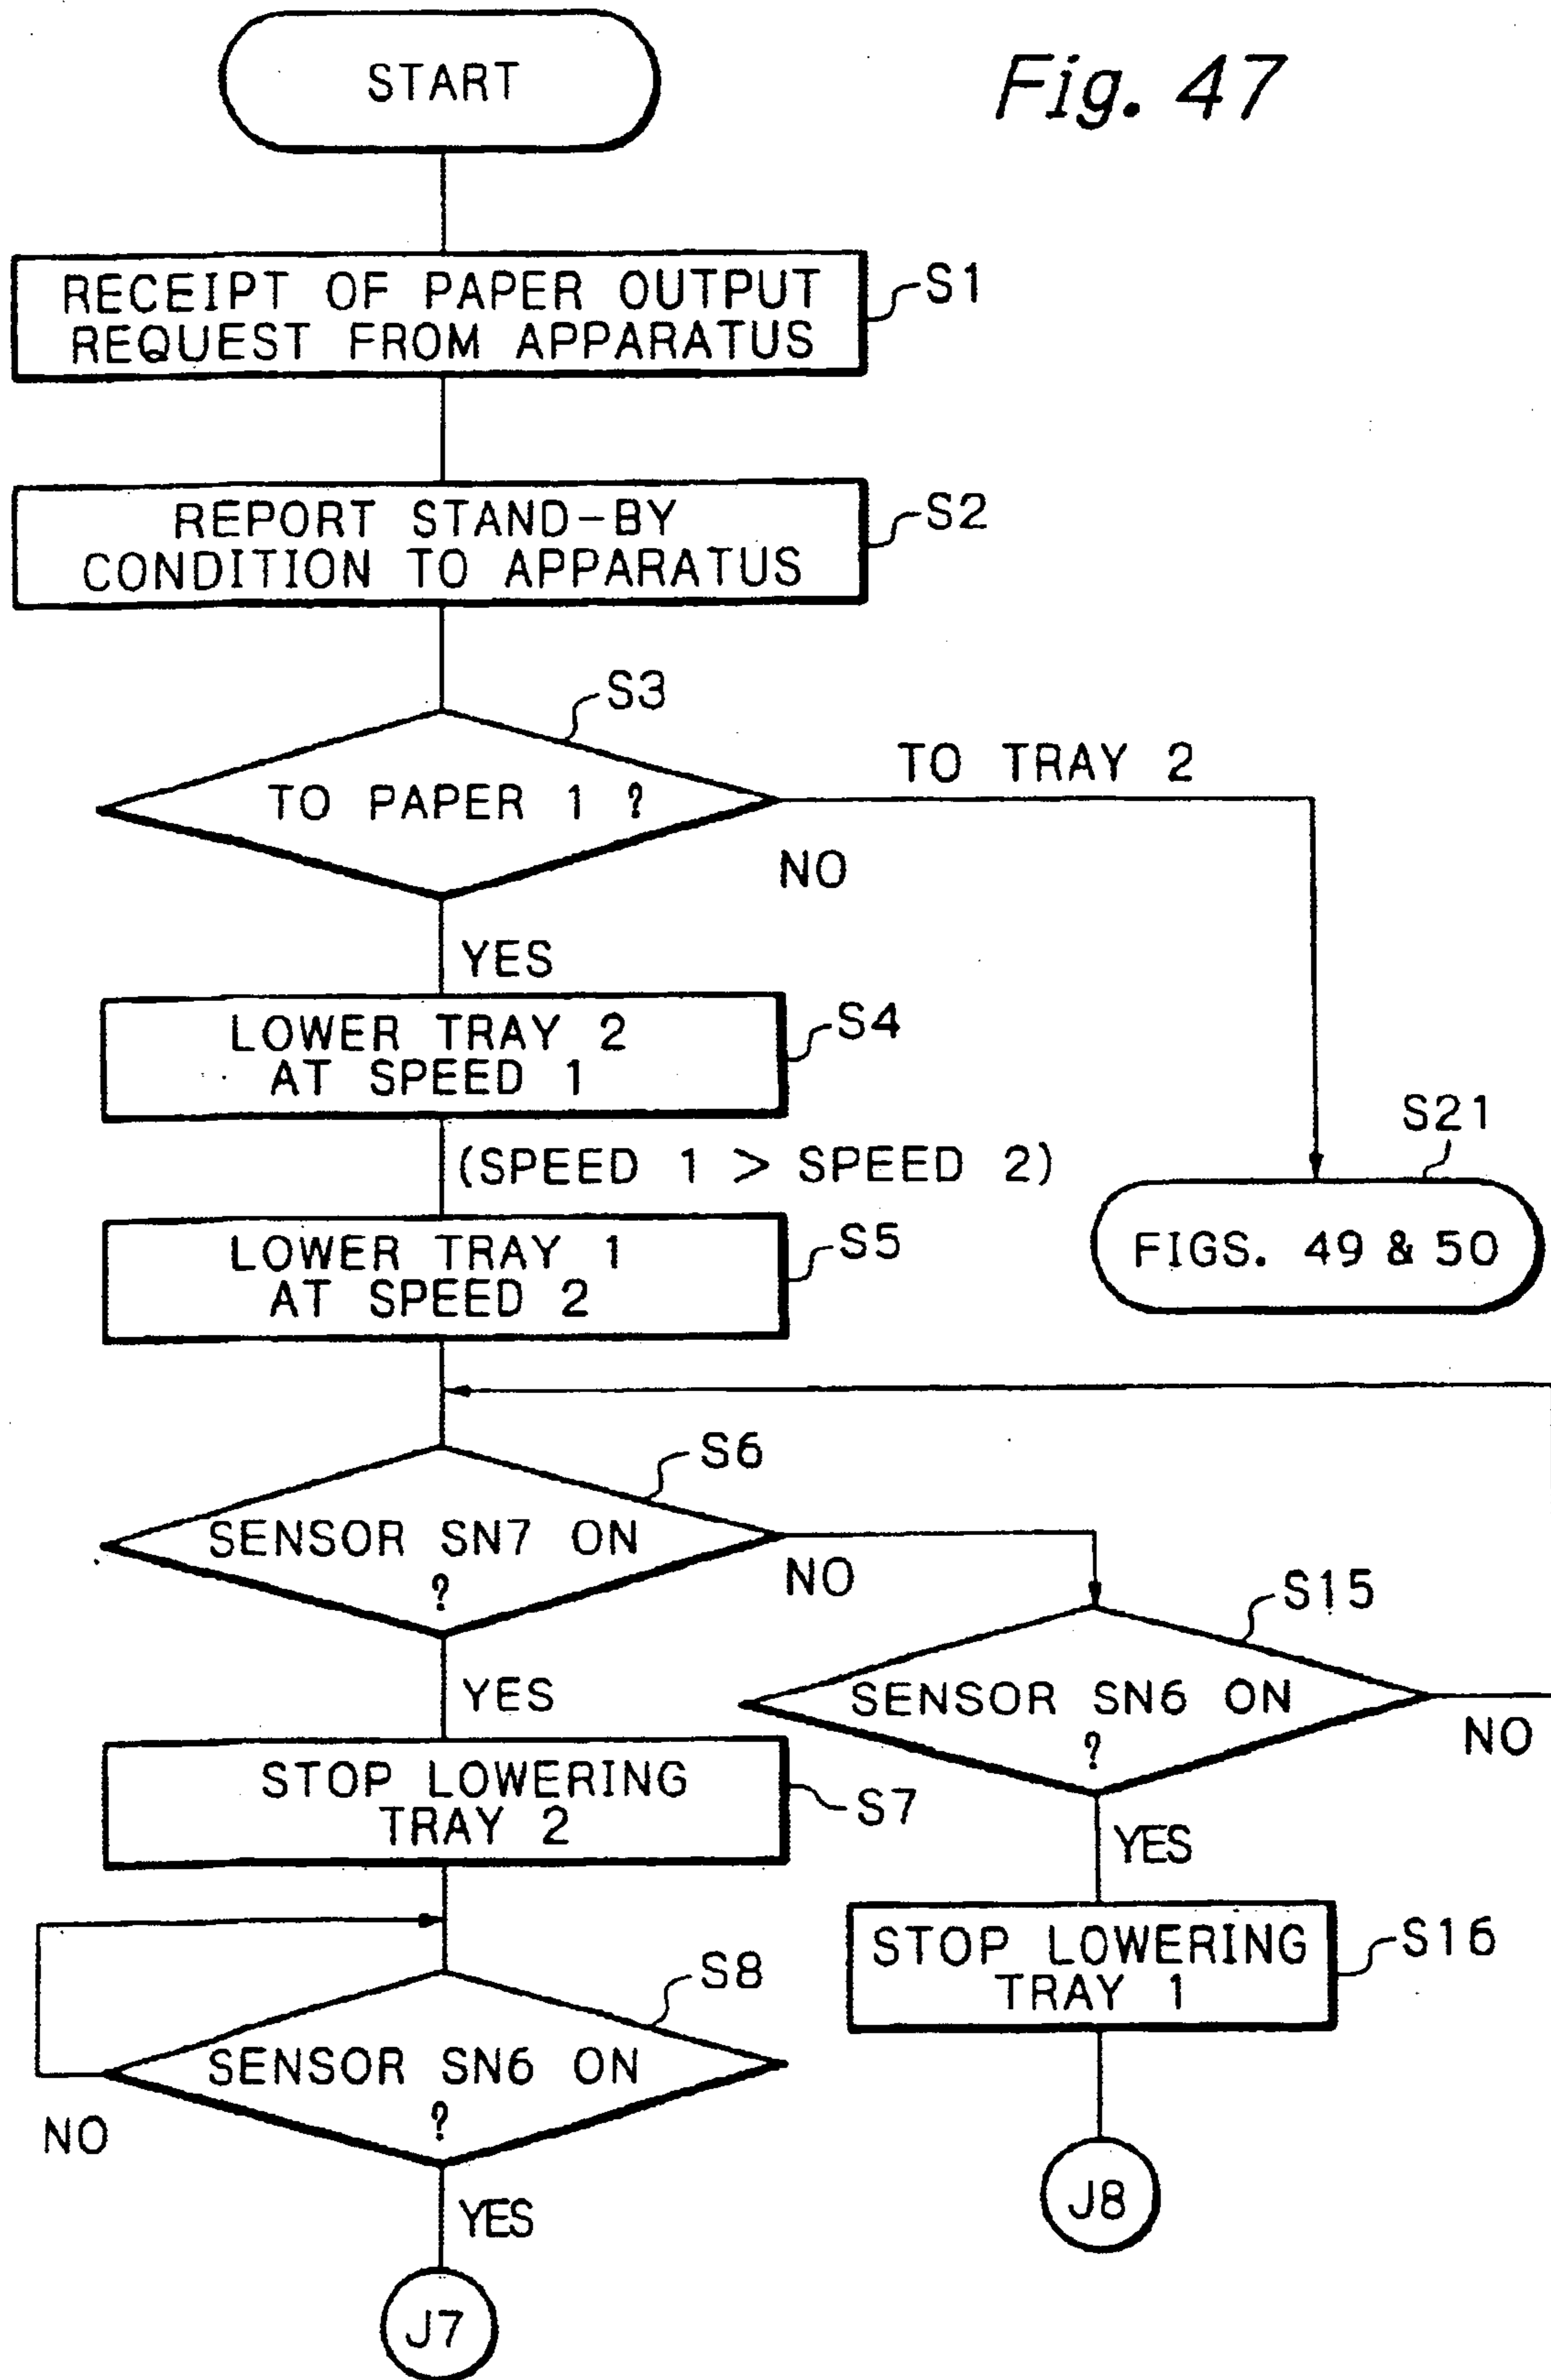 Fig. 47
START
RECEIPT OF PAPER OUTPUT
REQUEST FROM APPARATUS
S1
REPORT STAND-BY
CONDITION TO APPARATUS
S2
S3
TO PAPER 1 ?
TO TRAY 2
NO
YES
LOWER TRAY 2
AT SPEED 1
S4
(SPEED 1 > SPEED 2)
S21
FIGS. 49 & 50
LOWER TRAY 1
AT SPEED 2
S5
S6
SENSOR SN7 ON
?
NO
S15
SENSOR SN6 ON
?
NO
YES
STOP LOWERING
TRAY 2
S7
YES
STOP LOWERING
TRAY 1
S16
S8
SENSOR SN6 ON
?
NO
YES
J8
J7